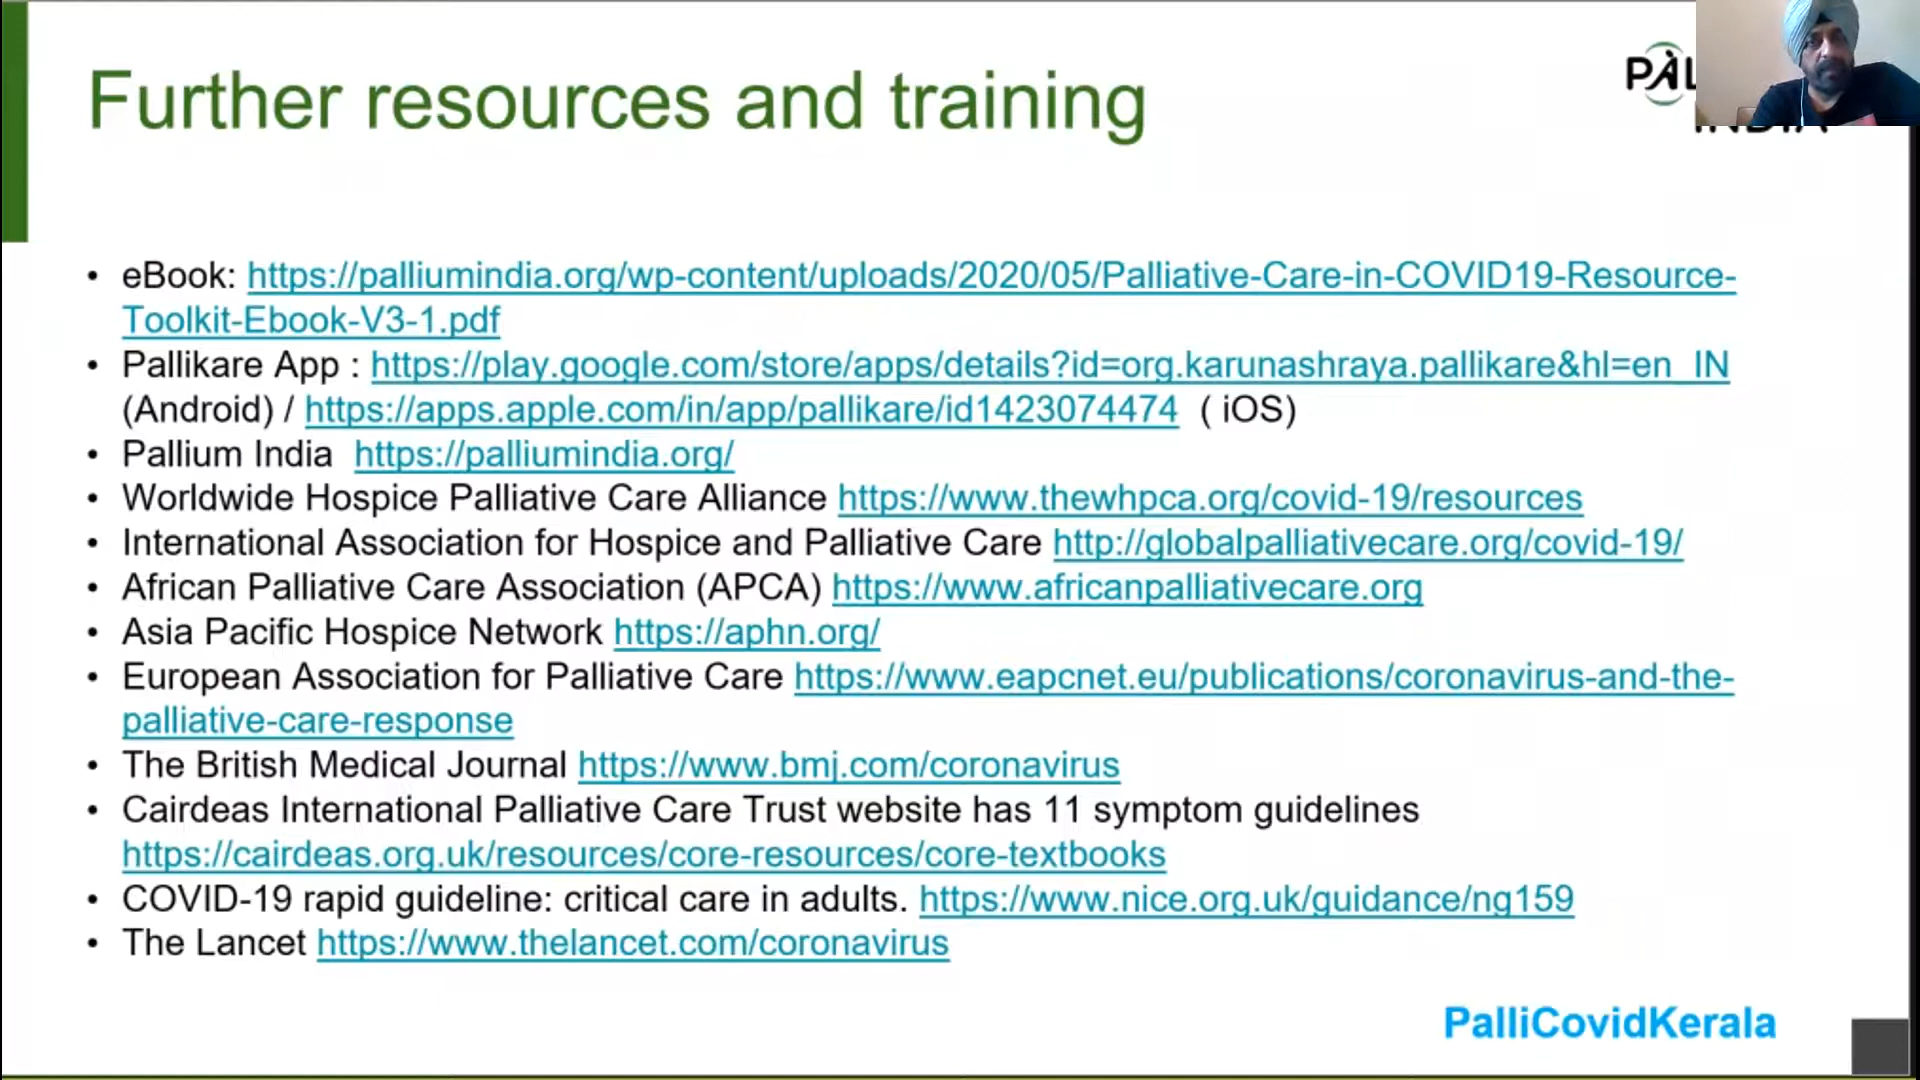 Further resources and training
PAL
INDIA
• eBook: https://palliumindia.org/wp-content/uploads/2020/05/Palliative-Care-in-COVID19-Resource-
Toolkit-Ebook-V3-1.pdf
• Pallikare App : https://play.google.com/store/apps/details?id=org.karunashraya.pallikare&hl=en_IN
(Android) / https://apps.apple.com/in/app/pallikare/id1423074474 ( iOS)
• Pallium India https://palliumindia.org/
• Worldwide Hospice Palliative Care Alliance https://www.thewhpca.org/covid-19/resources
• International Association for Hospice and Palliative Care http://globalpalliativecare.org/covid-19/
• African Palliative Care Association (APCA) https://www.africanpalliativecare.org
• Asia Pacific Hospice Network https://aphn.org/
• European Association for Palliative Care https://www.eapcnet.eu/publications/coronavirus-and-the-
palliative-care-response
• The British Medical Journal https://www.bmj.com/coronavirus
• Cairdeas International Palliative Care Trust website has 11 symptom guidelines
https://cairdeas.org.uk/resources/core-resources/core-textbooks
• COVID-19 rapid guideline: critical care in adults. https://www.nice.org.uk/guidance/ng159
• The Lancet https://www.thelancet.com/coronavirus
PalliCovidKerala